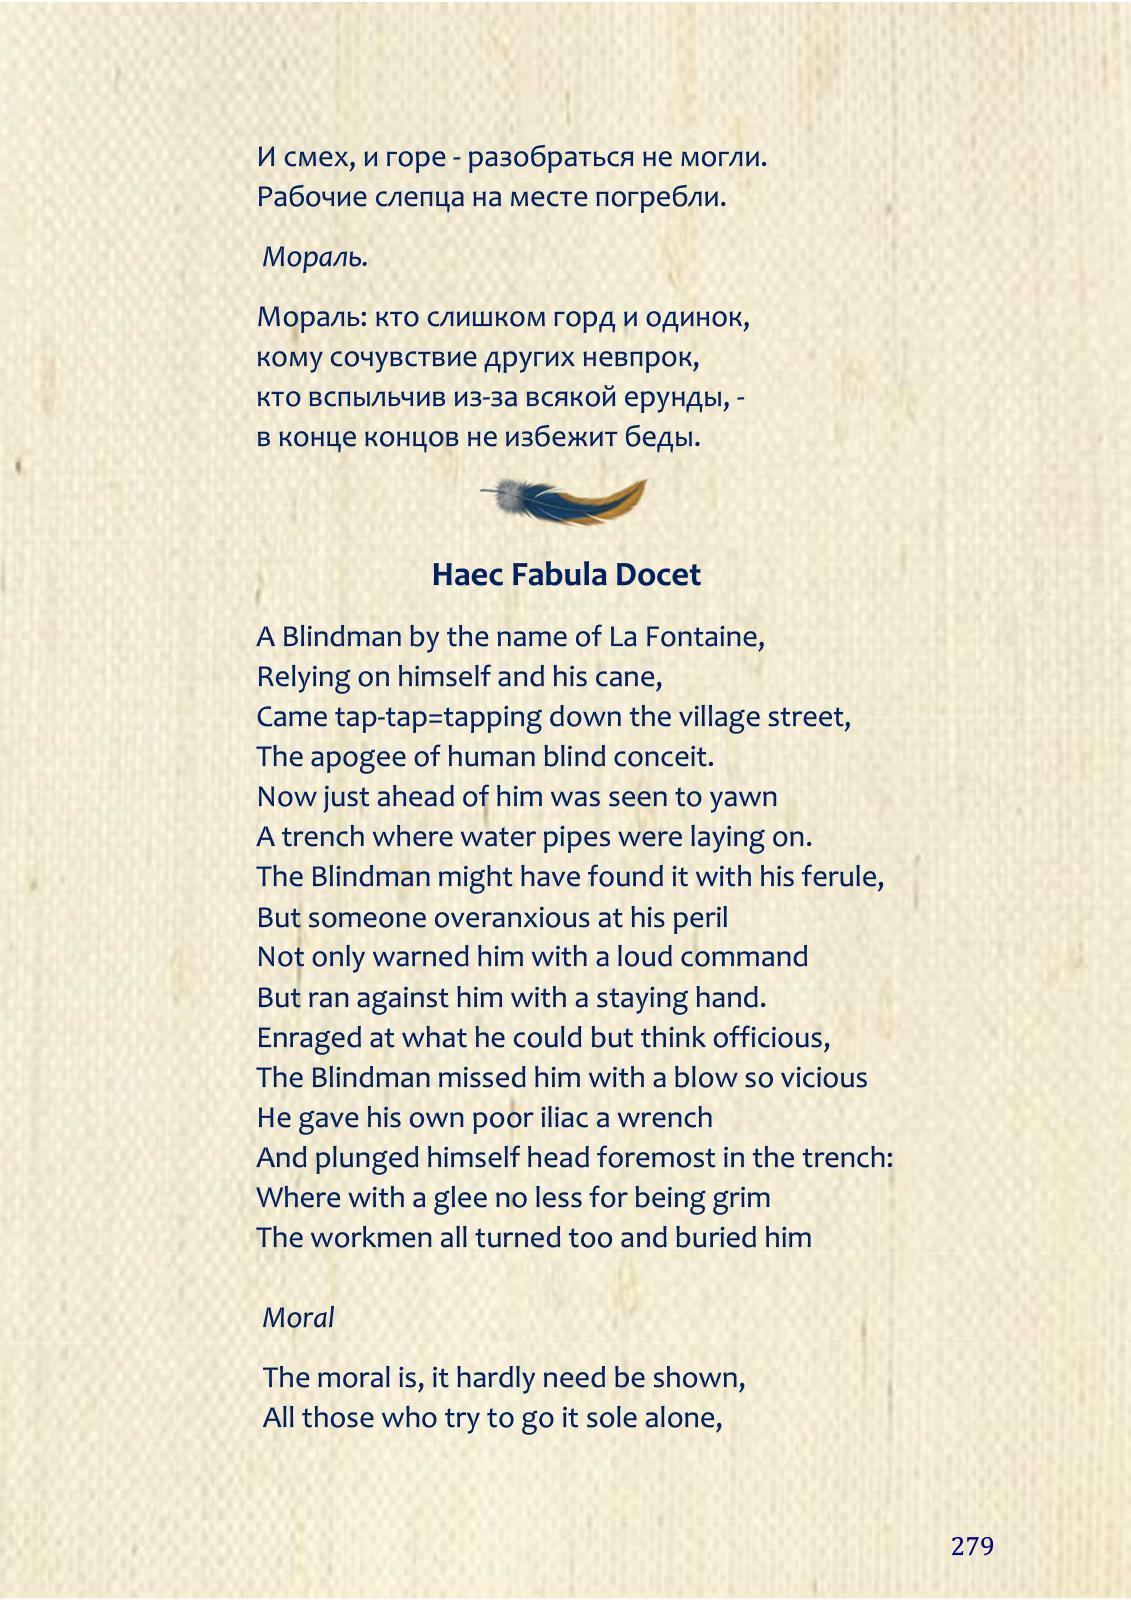 И смех, и горе - разобраться не могли.
Рабочие слепца на месте погребли.
Мораль.
Мораль: кто слишком горд и одинок,
кому сочувствие других невпрок,
кто вспыльчив из-за всякой ерунды, -
в конце концов не избежит беды.
Haec Fabula Docet
A Blindman by the name of La Fontaine,
Relying on himself and his cane,
Came tap-tap=tapping down the village street,
The apogee of human blind conceit.
Now just ahead of him was seen to yawn
A trench where water pipes were laying on.
The Blindman might have found it with his ferule,
But someone overanxious at his peril
Not only warned him with a loud command
But ran against him with a staying hand.
Enraged at what he could but think officious,
The Blindman missed him with a blow so vicious
He gave his own poor iliac a wrench
And plunged himself head foremost in the trench:
Where with a glee no less for being grim
The workmen all turned too and buried him
Moral
The moral is, it hardly need be shown,
All those who try to go it sole alone,
279